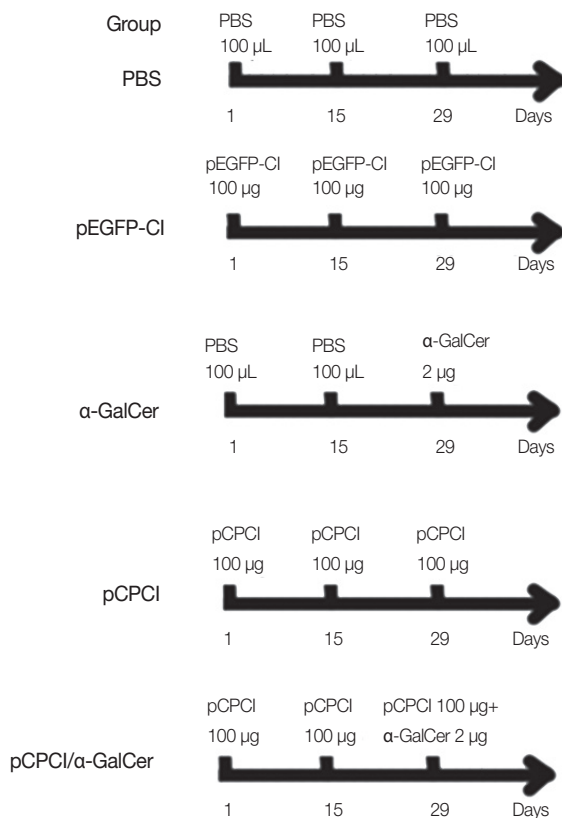 Group
PBS PBS PBS
100 µL 100 µL 100 µL
PBS
1 15 29 Days
pEGFP-CI pEGFP-CI pEGFP-CI
100 µg 100 µg 100 µg
pEGFP-CI
1 15 29 Days
PBS PBS α-GalCer
100 µL 100 µL 2 µg
α-GalCer
1 15 29 Days
pCPCI pCPCI pCPCI
100 µg 100 µg 100 µg
pCPCI
1 15 29 Days
pCPCI pCPCI pCPCI 100 µg+
100 µg 100 µg α-GalCer 2 µg
pCPCI/α-GalCer
1 15 29 Days